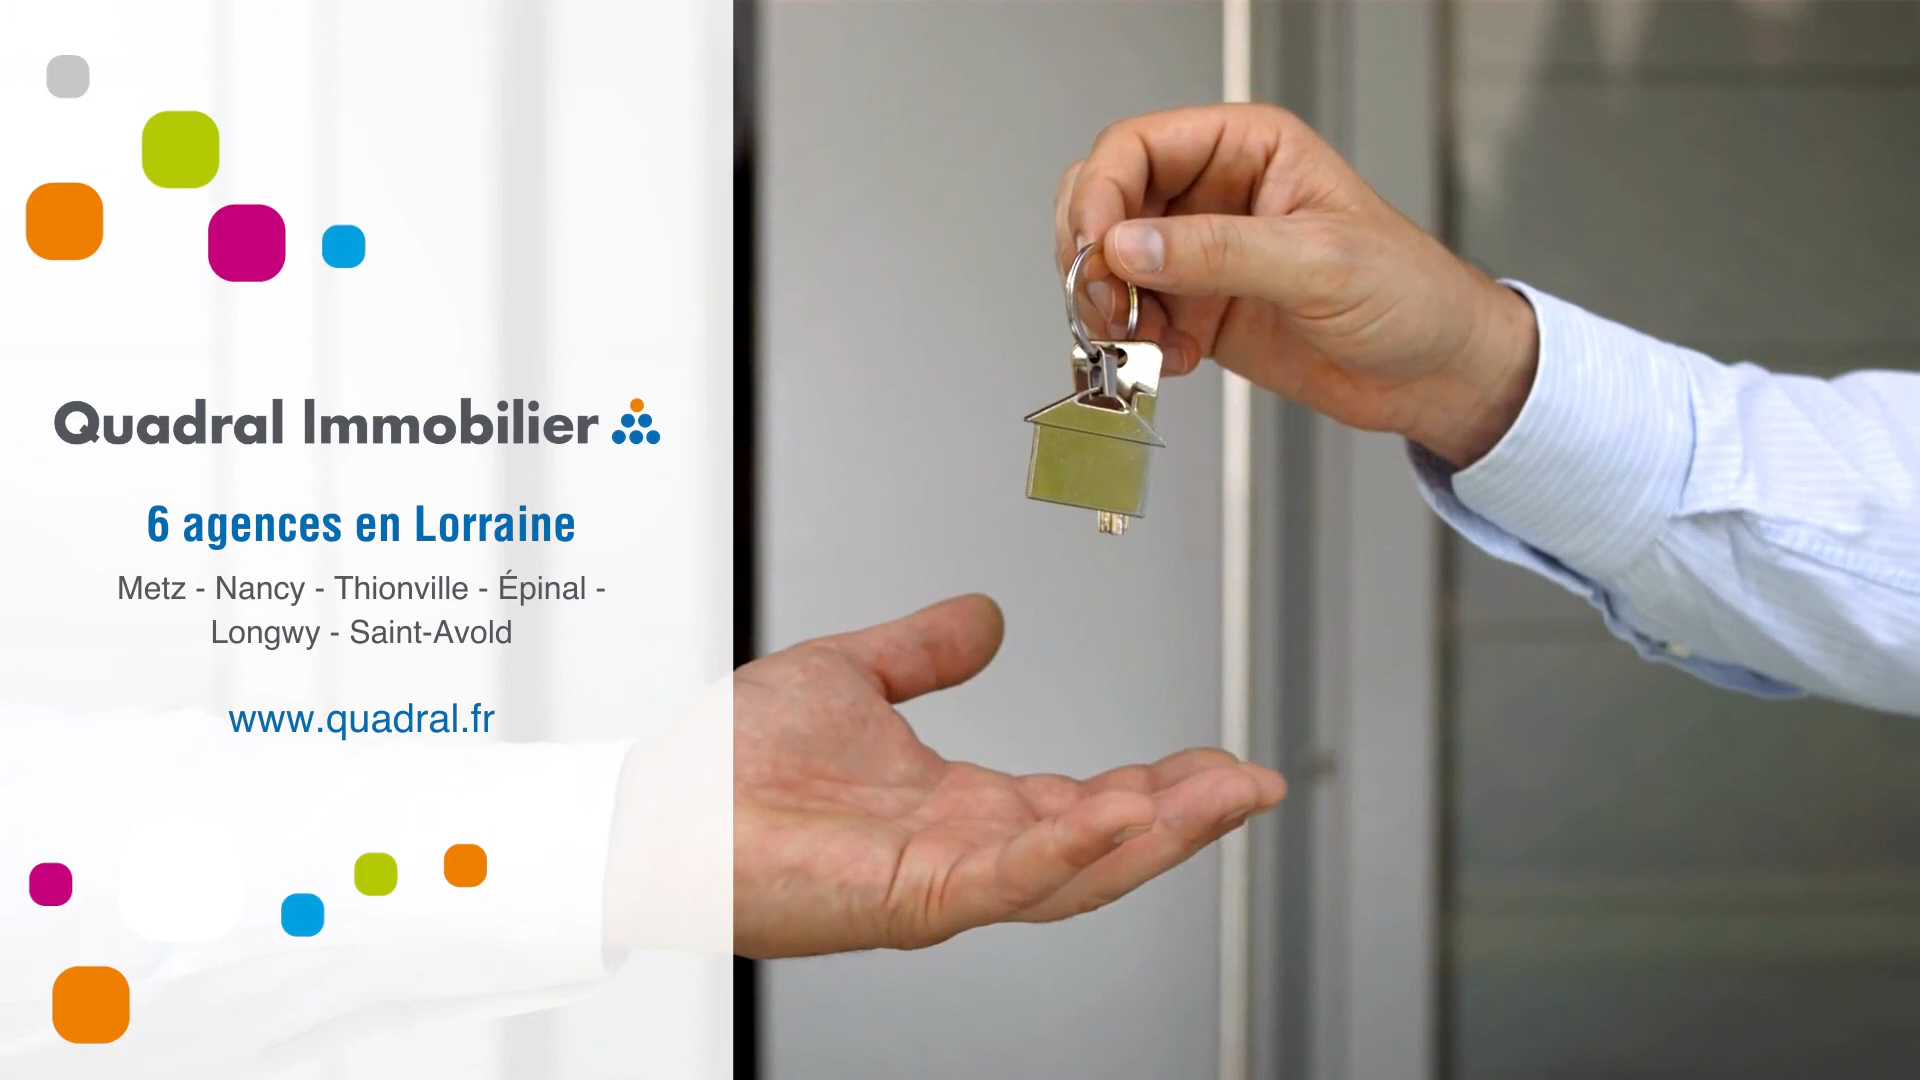 Quadral Immobilier
6 agences en Lorraine
Metz - Nancy - Thionville - Épinal -
Longwy - Saint-Avold
www.quadral.fr